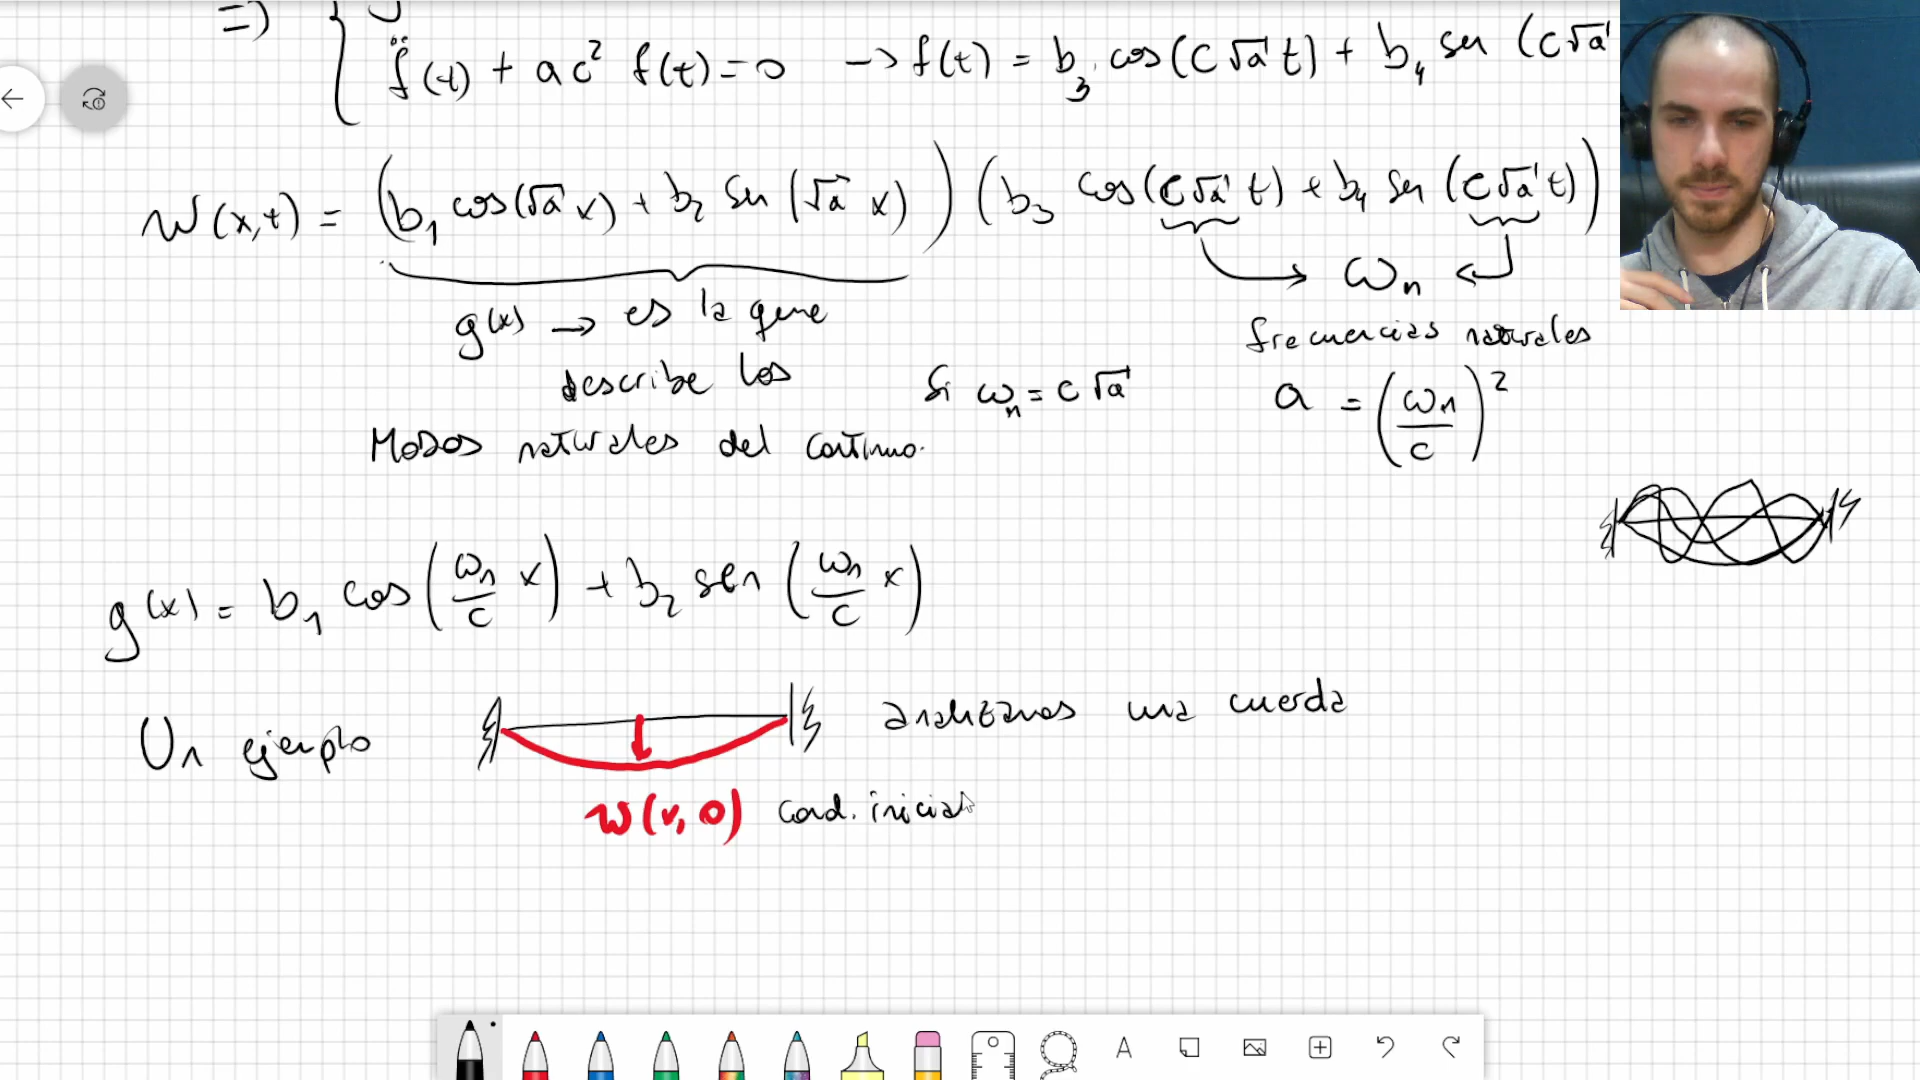 => {
f̈(t) + ac² f(t) = 0 → f(t) = b₃ cos(c√a t) + b₄ sen (c√a
w(x,t) = (b₁ cos(√a x) + b₂ sen (√a x)) (b₃ cos(c√a t) + b₄ sen (c√a t))
g(x) → es la que
describe los
Modos naturales del continuo.
ωₙ
frecuencias naturales
Si ωₙ = c√a
a = (ωₙ/c)²
g(x) = b₁ cos(ωₙ/c x) + b₂ sen (ωₙ/c x)
Un ejemplo
analizamos una cuerda
w(x,0) cond. inicial
A